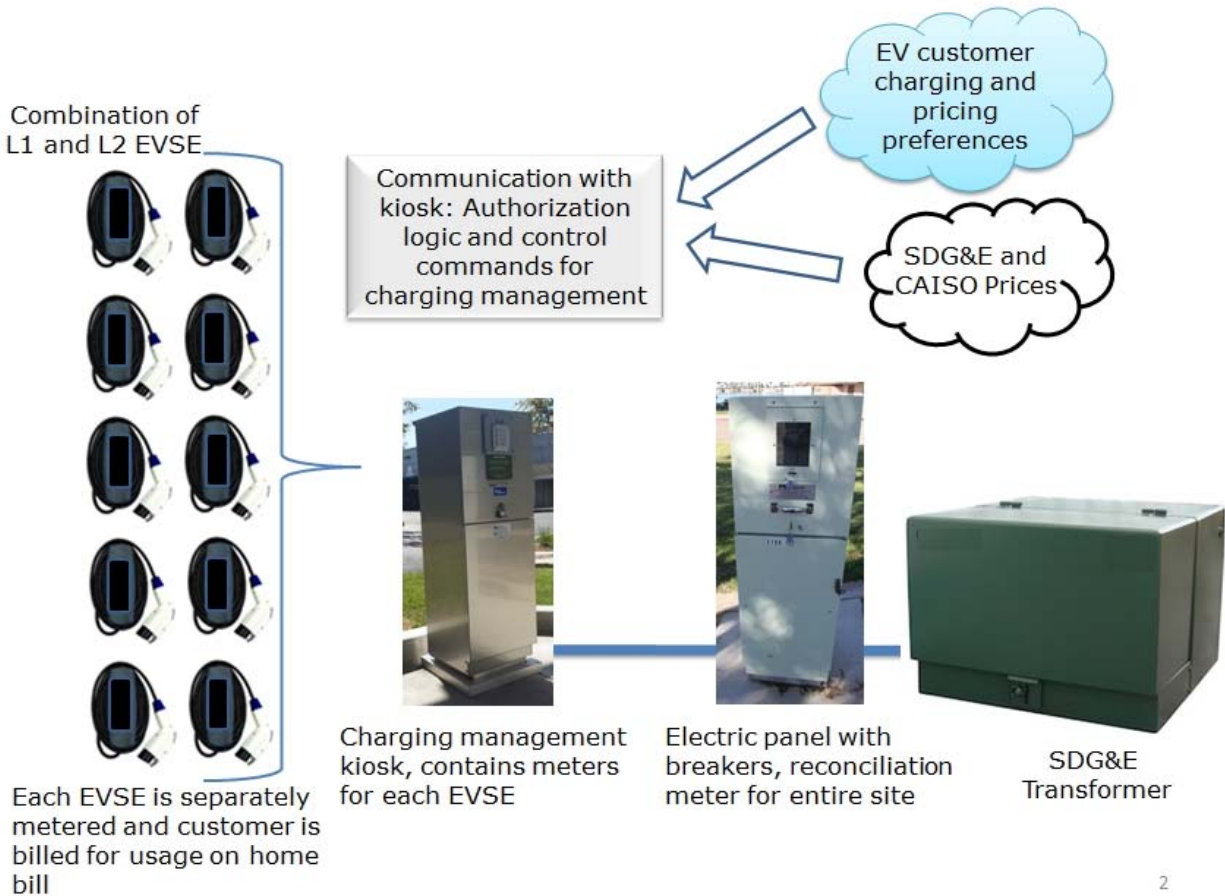 Combination of
L1 and L2 EVSE
EV customer
charging and
pricing
preferences
Communication with
kiosk: Authorization
logic and control
commands for
charging management
SDG&E and
CAISO Prices
Charging management
kiosk, contains meters
for each EVSE
Electric panel with
breakers, reconciliation
meter for entire site
SDG&E
Transformer
Each EVSE is separately
metered and customer is
billed for usage on home
bill
2